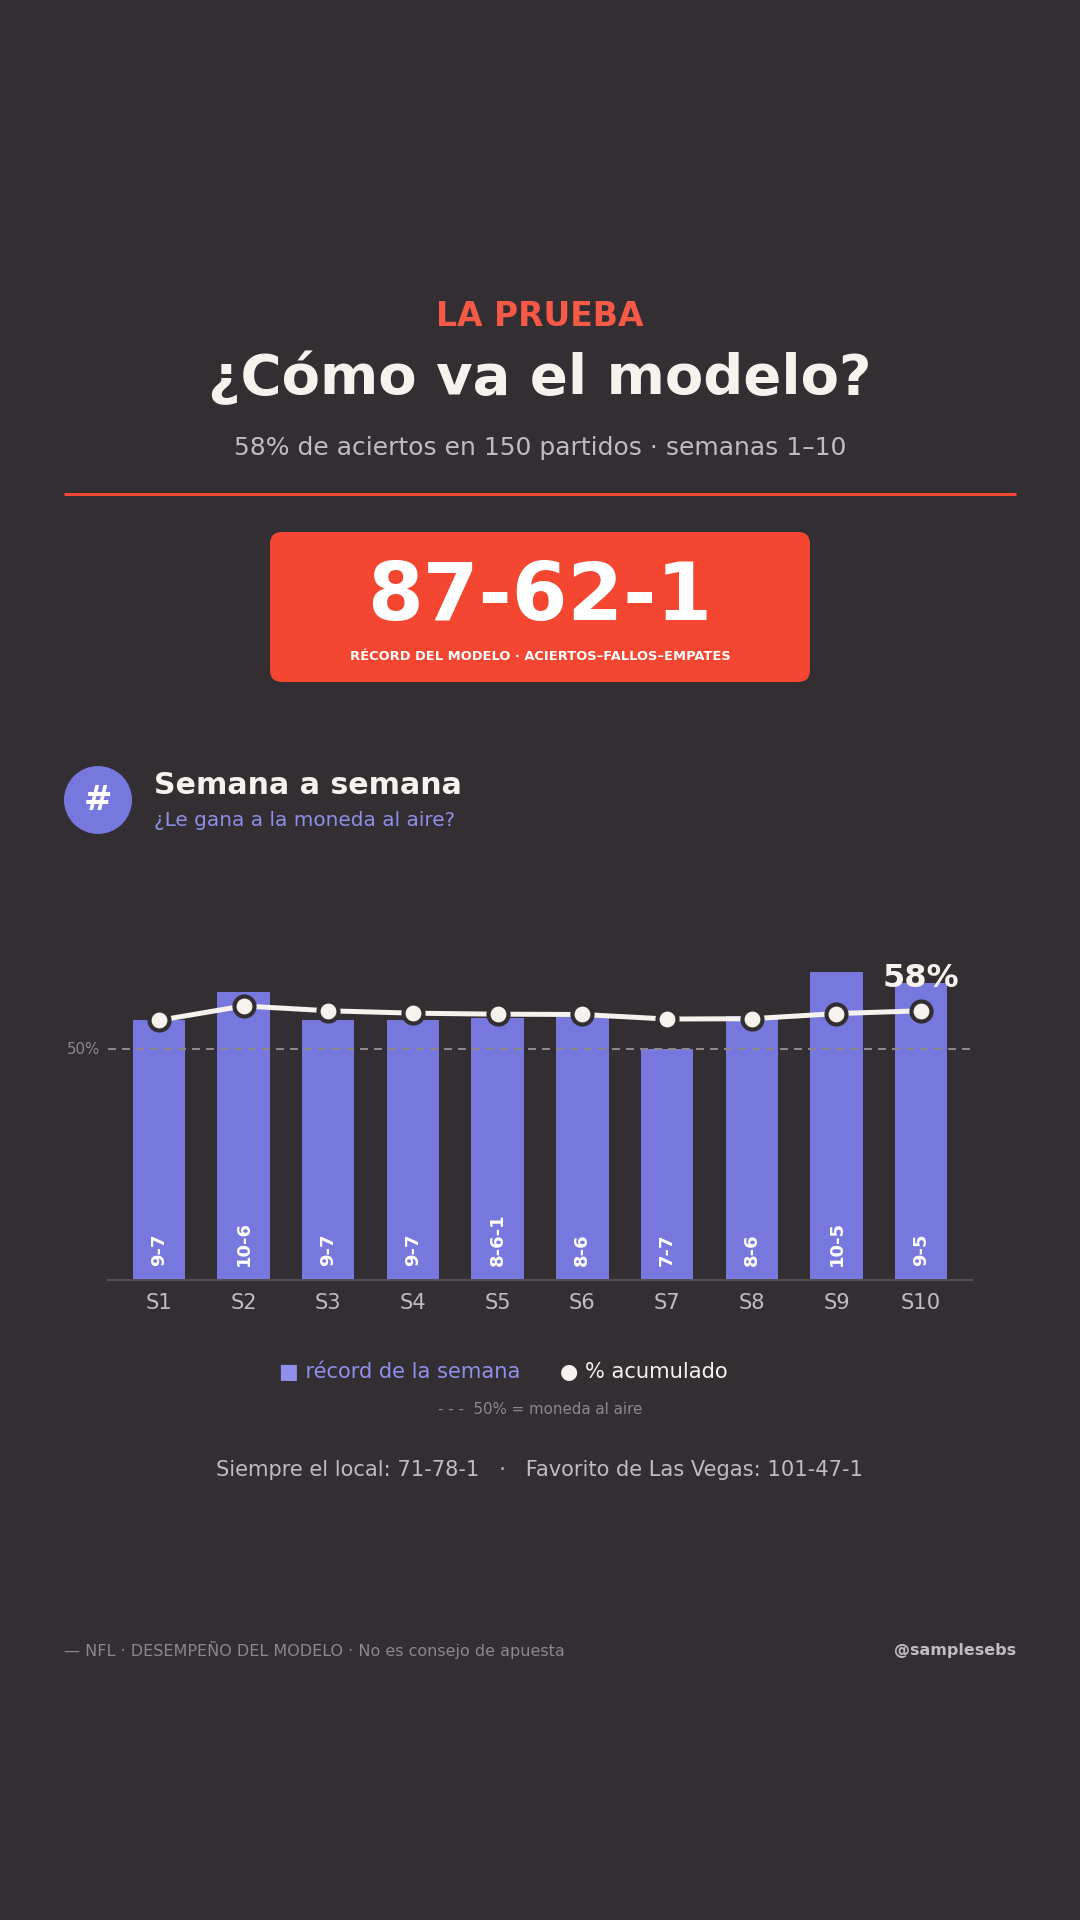 LA PRUEBA
¿Cómo va el modelo?
58% de aciertos en 150 partidos · semanas 1–10
87-62-1
RÉCORD DEL MODELO · ACIERTOS–FALLOS–EMPATES
#
Semana a semana
¿Le gana a la moneda al aire?
58%
50%
9-7
10-6
9-7
9-7
8-6-1
8-6
7-7
8-6
10-5
9-5
S1 S2 S3 S4 S5 S6 S7 S8 S9 S10
récord de la semana % acumulado
- - - 50% = moneda al aire
Siempre el local: 71-78-1 · Favorito de Las Vegas: 101-47-1
— NFL · DESEMPEÑO DEL MODELO · No es consejo de apuesta @samplesebs